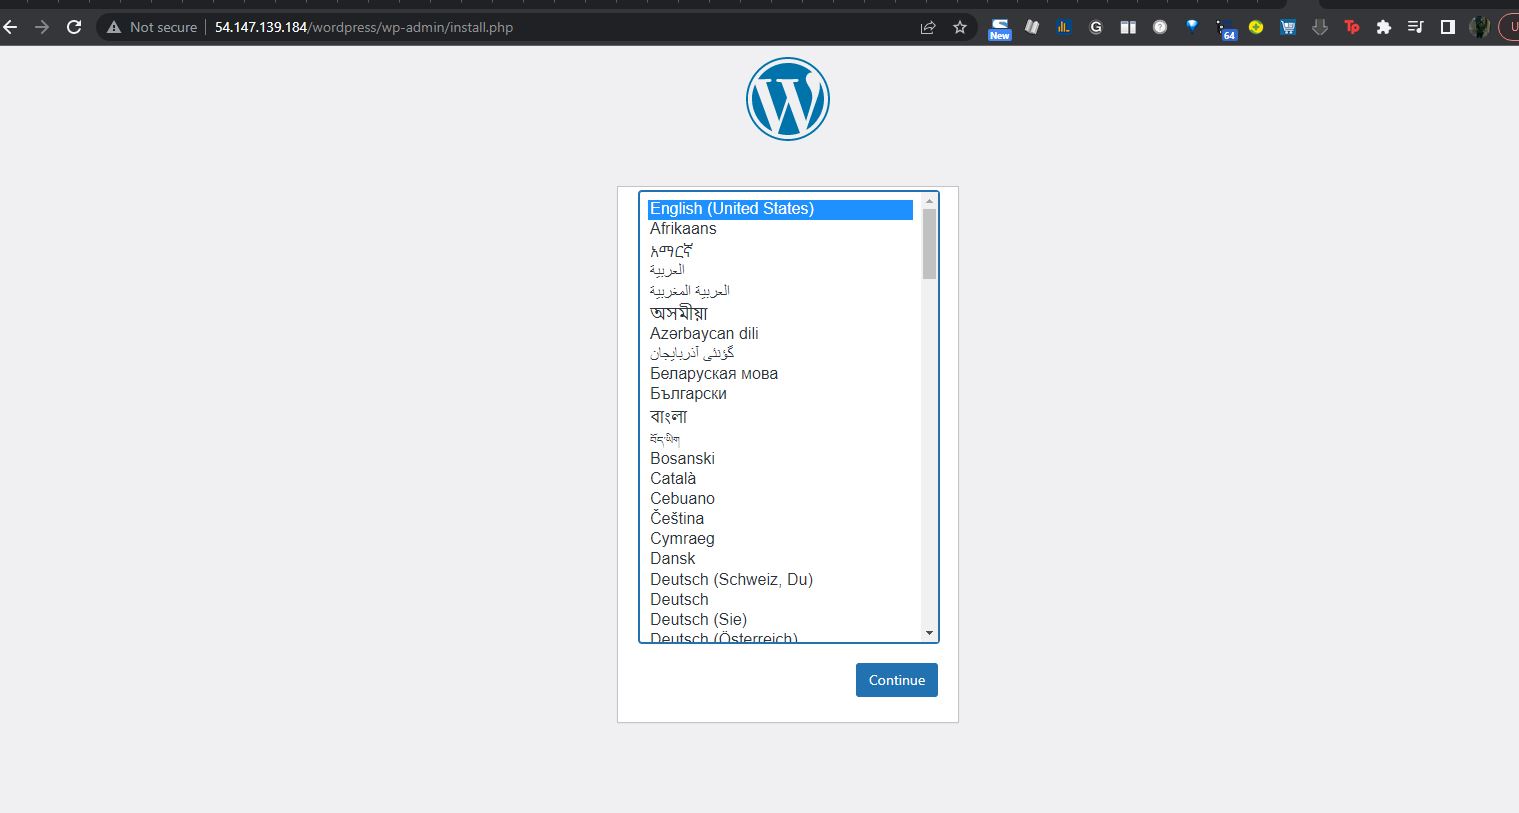 Not secure
54.147.139.184/wordpress/wp-admin/install.php
New
G
64
Tp
W
English (United States)
Afrikaans
አማርኛ
العربية
العربية المغربية
অসমীয়া
Azərbaycan dili
گؤنئی آذربایجان
Беларуская мова
Български
বাংলা
བོད་ཡིག
Bosanski
Català
Cebuano
Čeština
Cymraeg
Dansk
Deutsch (Schweiz, Du)
Deutsch
Deutsch (Sie)
Deutsch (Österreich)
Continue